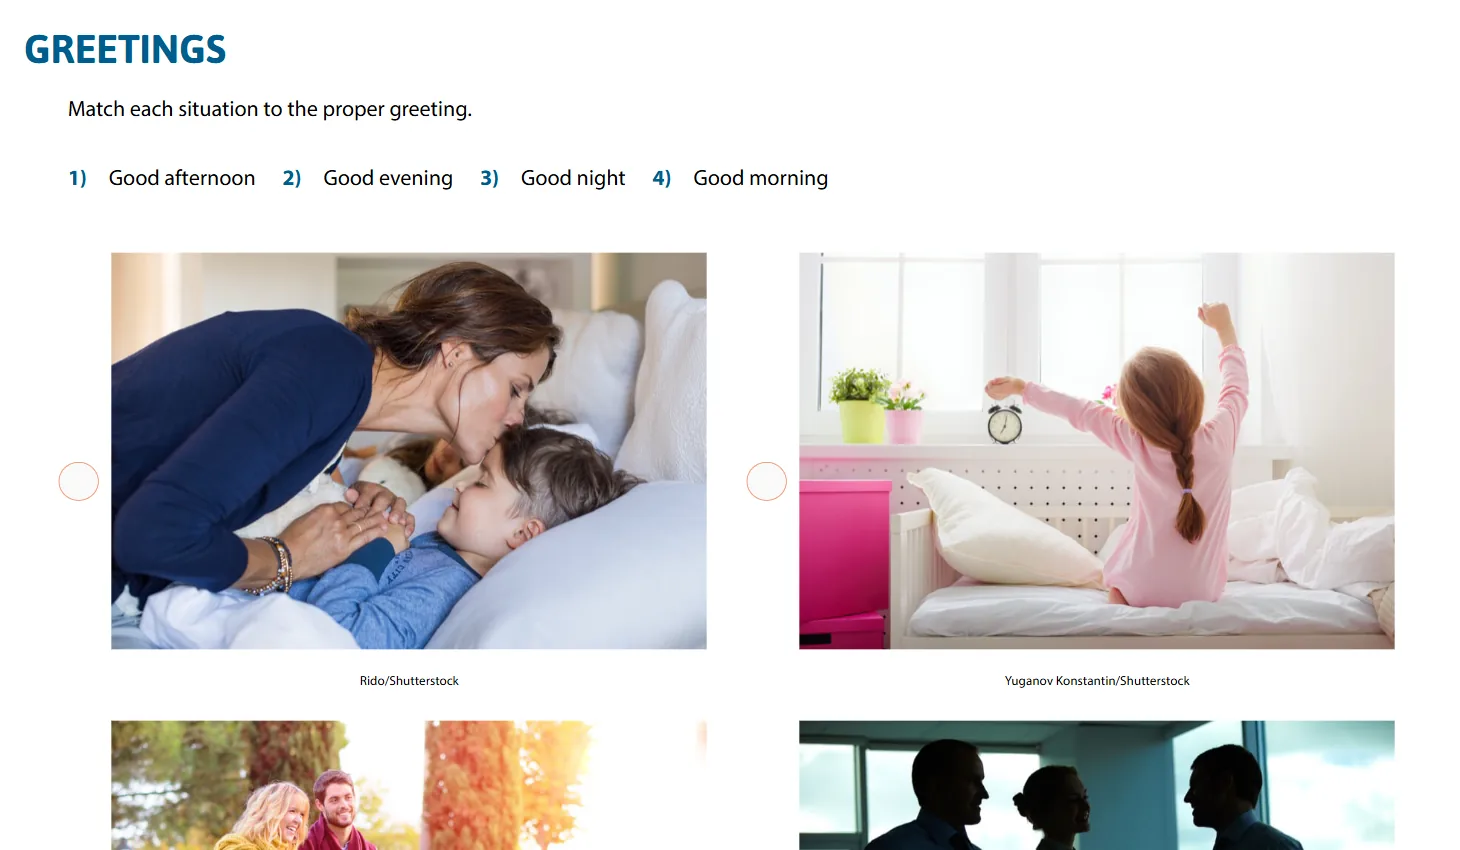 GREETINGS
Match each situation to the proper greeting.
1) Good afternoon 2) Good evening 3) Good night 4) Good morning
Rido/Shutterstock
Yuganov Konstantin/Shutterstock